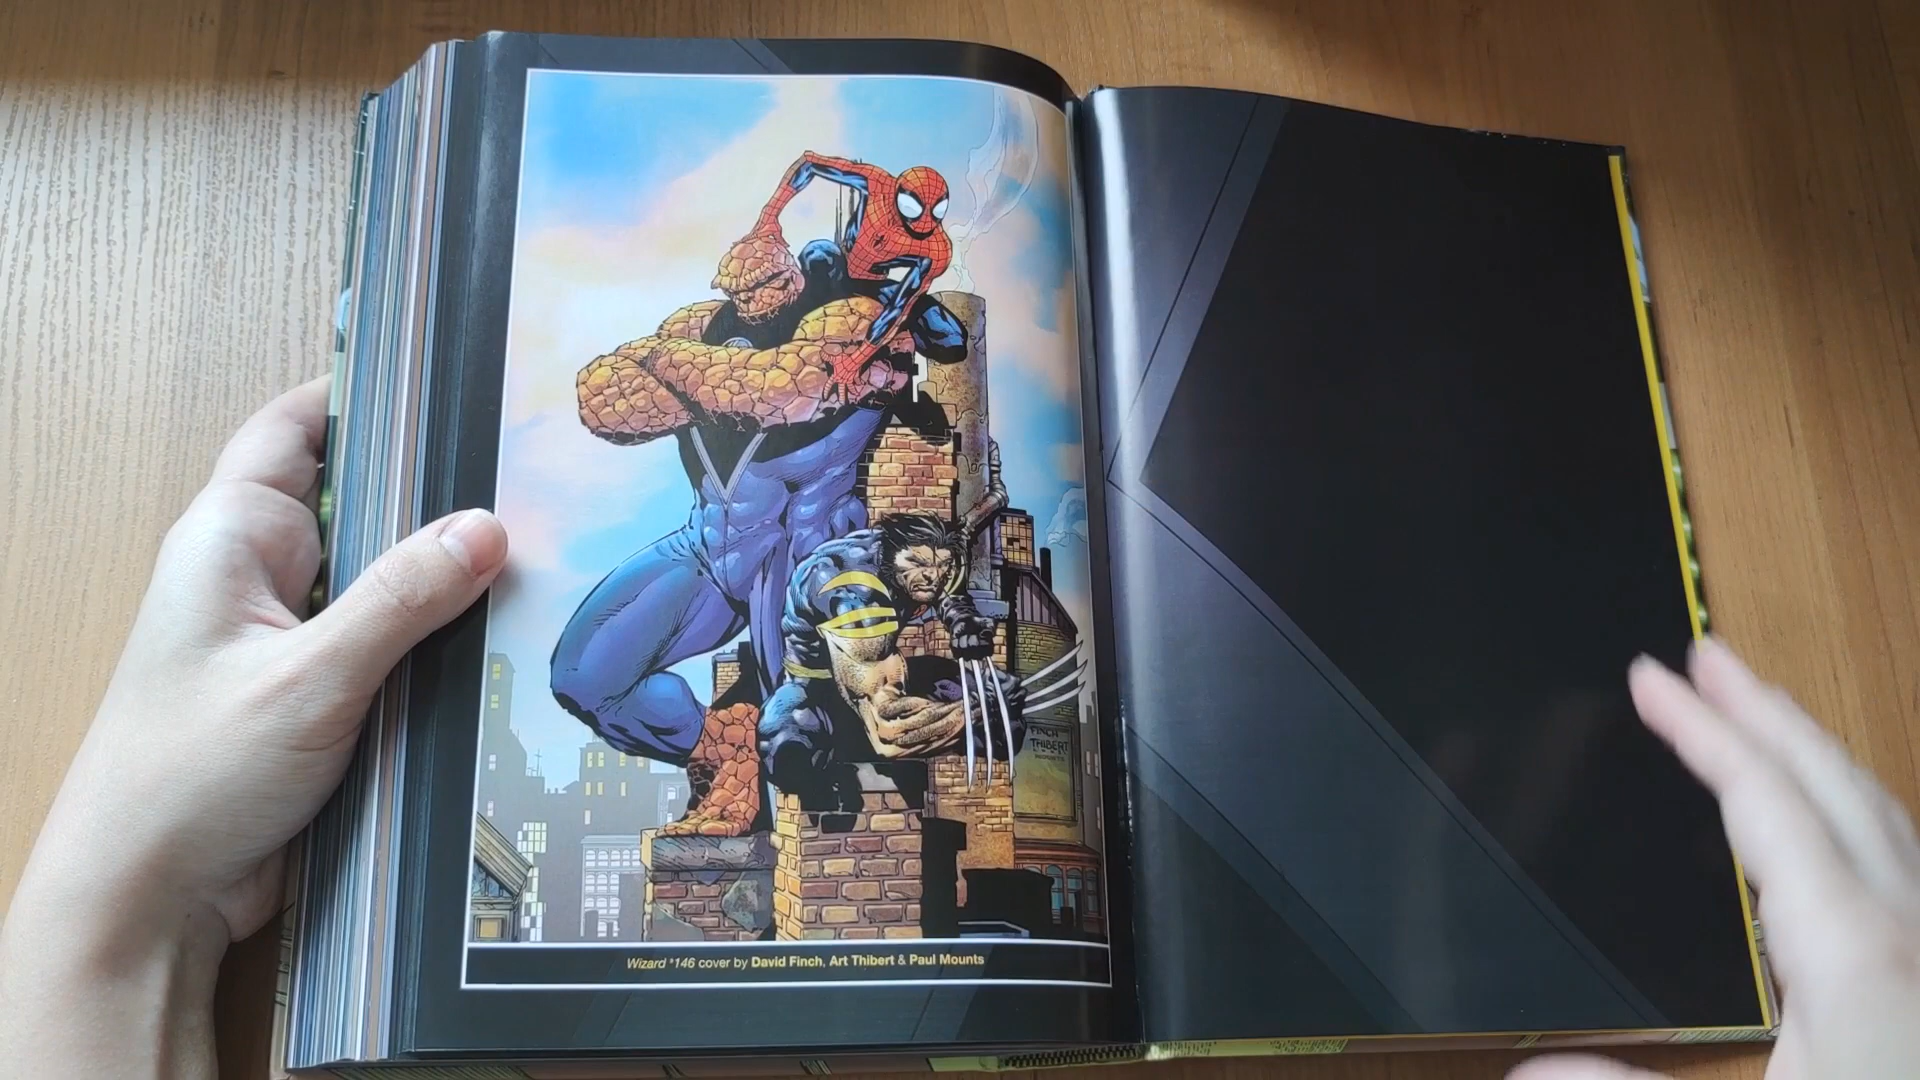 FINCH
THIBERT
Wizard #146 cover by David Finch, Art Thibert & Paul Mounts